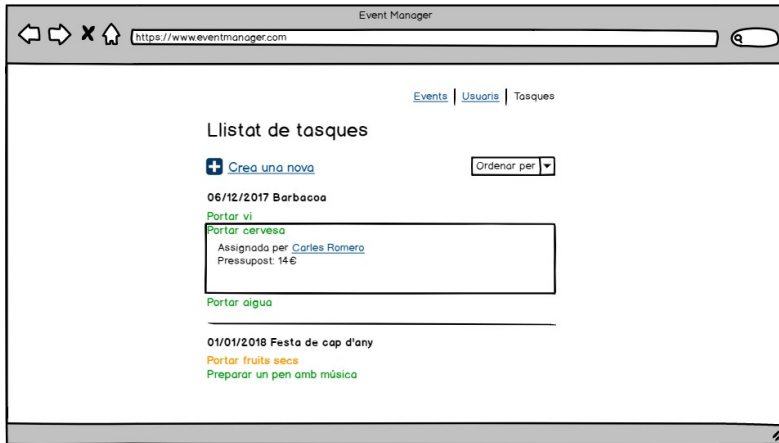 Event Manager
https://www.eventmanager.com
Events Usuaris Tasques
Llistat de tasques
Crea una nova
Ordenar per
06/12/2017 Barbacoa
Portar vi
Portar cervesa
Assignada per Carles Romero
Pressupost: 14€
Portar aigua
01/01/2018 Festa de cap d'any
Portar fruits secs
Preparar un pen amb música